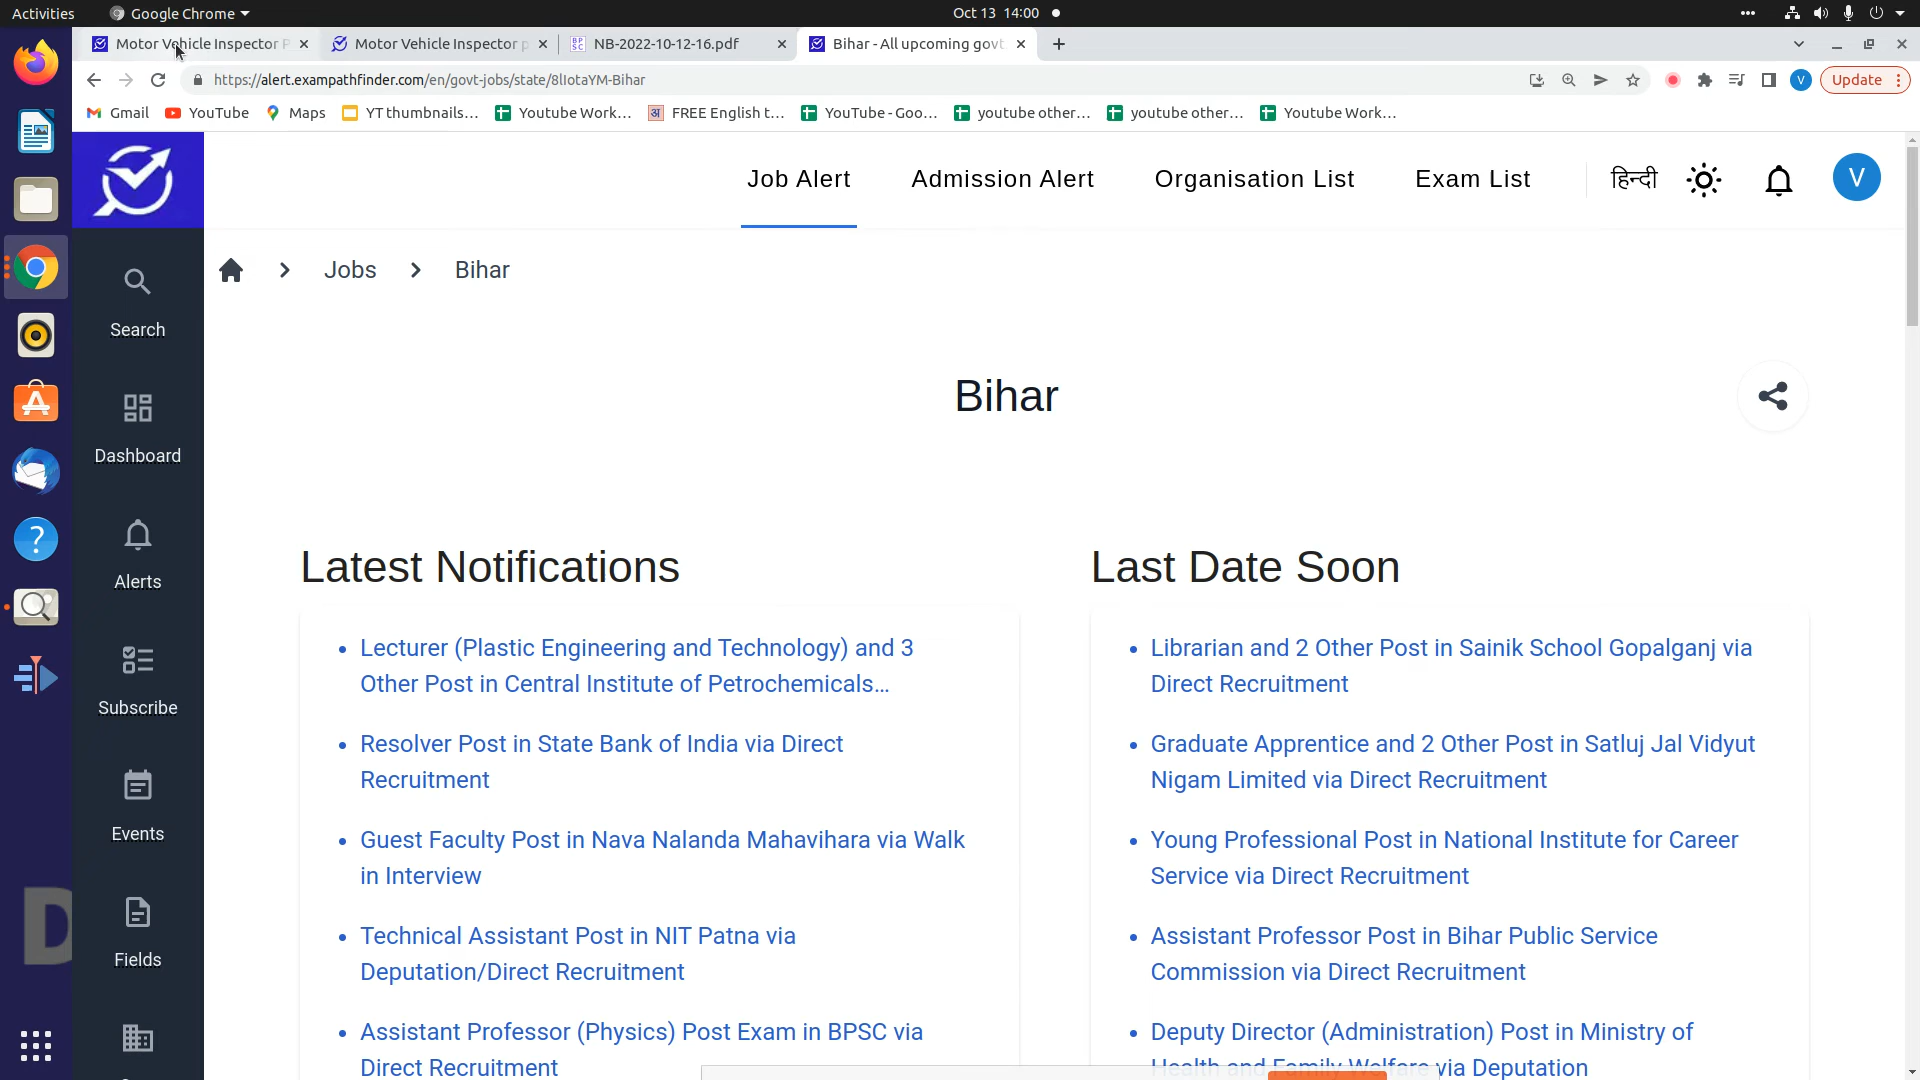 Activities Google Chrome Oct 13 14:00
Motor Vehicle Inspector P Motor Vehicle Inspector p NB-2022-10-12-16.pdf Bihar - All upcoming govt
https://alert.exampathfinder.com/en/govt-jobs/state/8lIotaYM-Bihar V Update
Gmail YouTube Maps YT thumbnails... Youtube Work... FREE English t... YouTube - Goo... youtube other... youtube other... Youtube Work...
Job Alert Admission Alert Organisation List Exam List हिन्दी V
Jobs Bihar
Search
Bihar
Dashboard
Latest Notifications
Last Date Soon
Alerts
Lecturer (Plastic Engineering and Technology) and 3
Other Post in Central Institute of Petrochemicals...
Librarian and 2 Other Post in Sainik School Gopalganj via
Direct Recruitment
Subscribe
Resolver Post in State Bank of India via Direct
Recruitment
Graduate Apprentice and 2 Other Post in Satluj Jal Vidyut
Nigam Limited via Direct Recruitment
Events
Guest Faculty Post in Nava Nalanda Mahavihara via Walk
in Interview
Young Professional Post in National Institute for Career
Service via Direct Recruitment
Fields
Technical Assistant Post in NIT Patna via
Deputation/Direct Recruitment
Assistant Professor Post in Bihar Public Service
Commission via Direct Recruitment
Assistant Professor (Physics) Post Exam in BPSC via
Direct Recruitment
Deputy Director (Administration) Post in Ministry of
Health and Family Welfare via Deputation